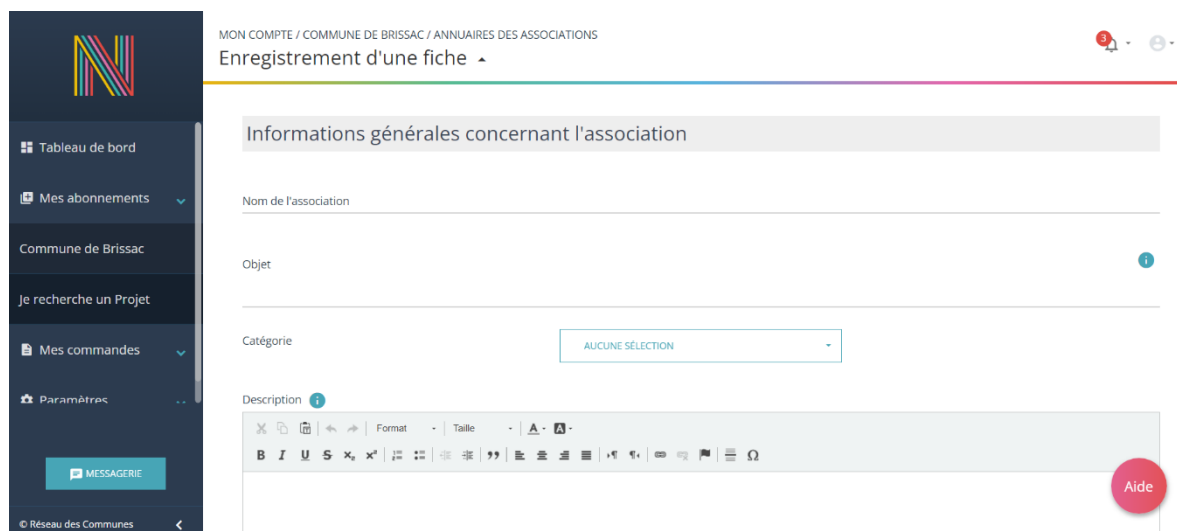 MON COMPTE / COMMUNE DE BRISSAC / ANNUAIRES DES ASSOCIATIONS
Enregistrement d'une fiche
3
Tableau de bord
Mes abonnements
Commune de Brissac
Je recherche un Projet
Mes commandes
Paramètres
MESSAGERIE
© Réseau des Communes
Informations générales concernant l'association
Nom de l'association
Objet
Catégorie
AUCUNE SÉLECTION
Description
Format
Taille
Aide